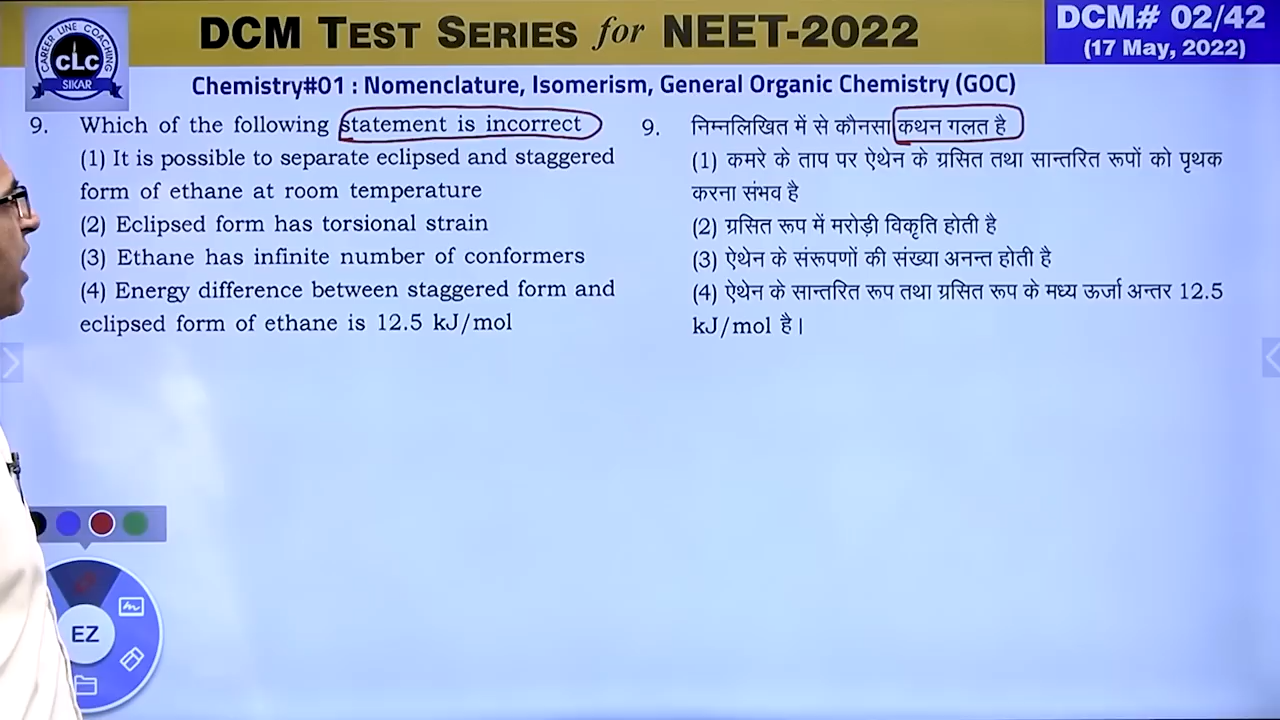 CAREER LINE COACHING
CLC
SIKAR
DCM TEST SERIES for NEET-2022
DCM# 02/42
(17 May, 2022)
Chemistry#01 : Nomenclature, Isomerism, General Organic Chemistry (GOC)
9. Which of the following statement is incorrect
(1) It is possible to separate eclipsed and staggered
form of ethane at room temperature
(2) Eclipsed form has torsional strain
(3) Ethane has infinite number of conformers
(4) Energy difference between staggered form and
eclipsed form of ethane is 12.5 kJ/mol
9. निम्नलिखित में से कौनसा कथन गलत है
(1) कमरे के ताप पर ऐथेन के ग्रसित तथा सान्तरित रूपों को पृथक
करना संभव है
(2) ग्रसित रूप में मरोड़ी विकृति होती है
(3) ऐथेन के संरूपणों की संख्या अनन्त होती है
(4) ऐथेन के सान्तरित रूप तथा ग्रसित रूप के मध्य ऊर्जा अन्तर 12.5
kJ/mol है।
EZ